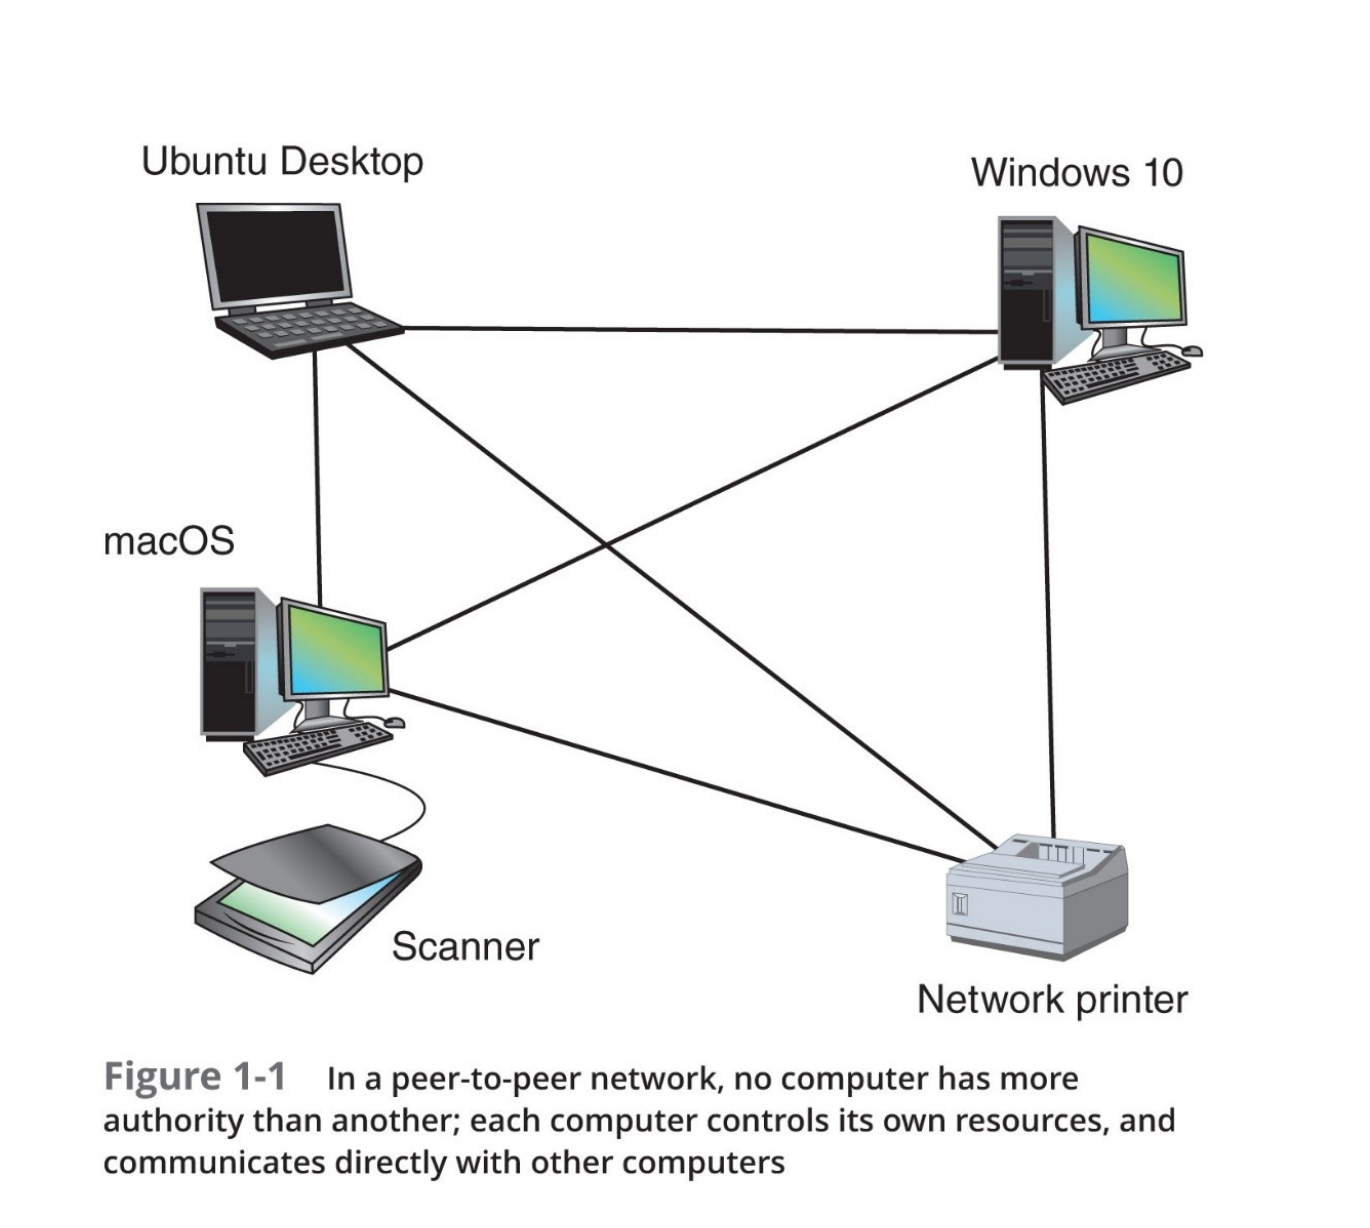 Ubuntu Desktop
Windows 10
macOS
Scanner
Network printer
Figure 1-1 In a peer-to-peer network, no computer has more
authority than another; each computer controls its own resources, and
communicates directly with other computers